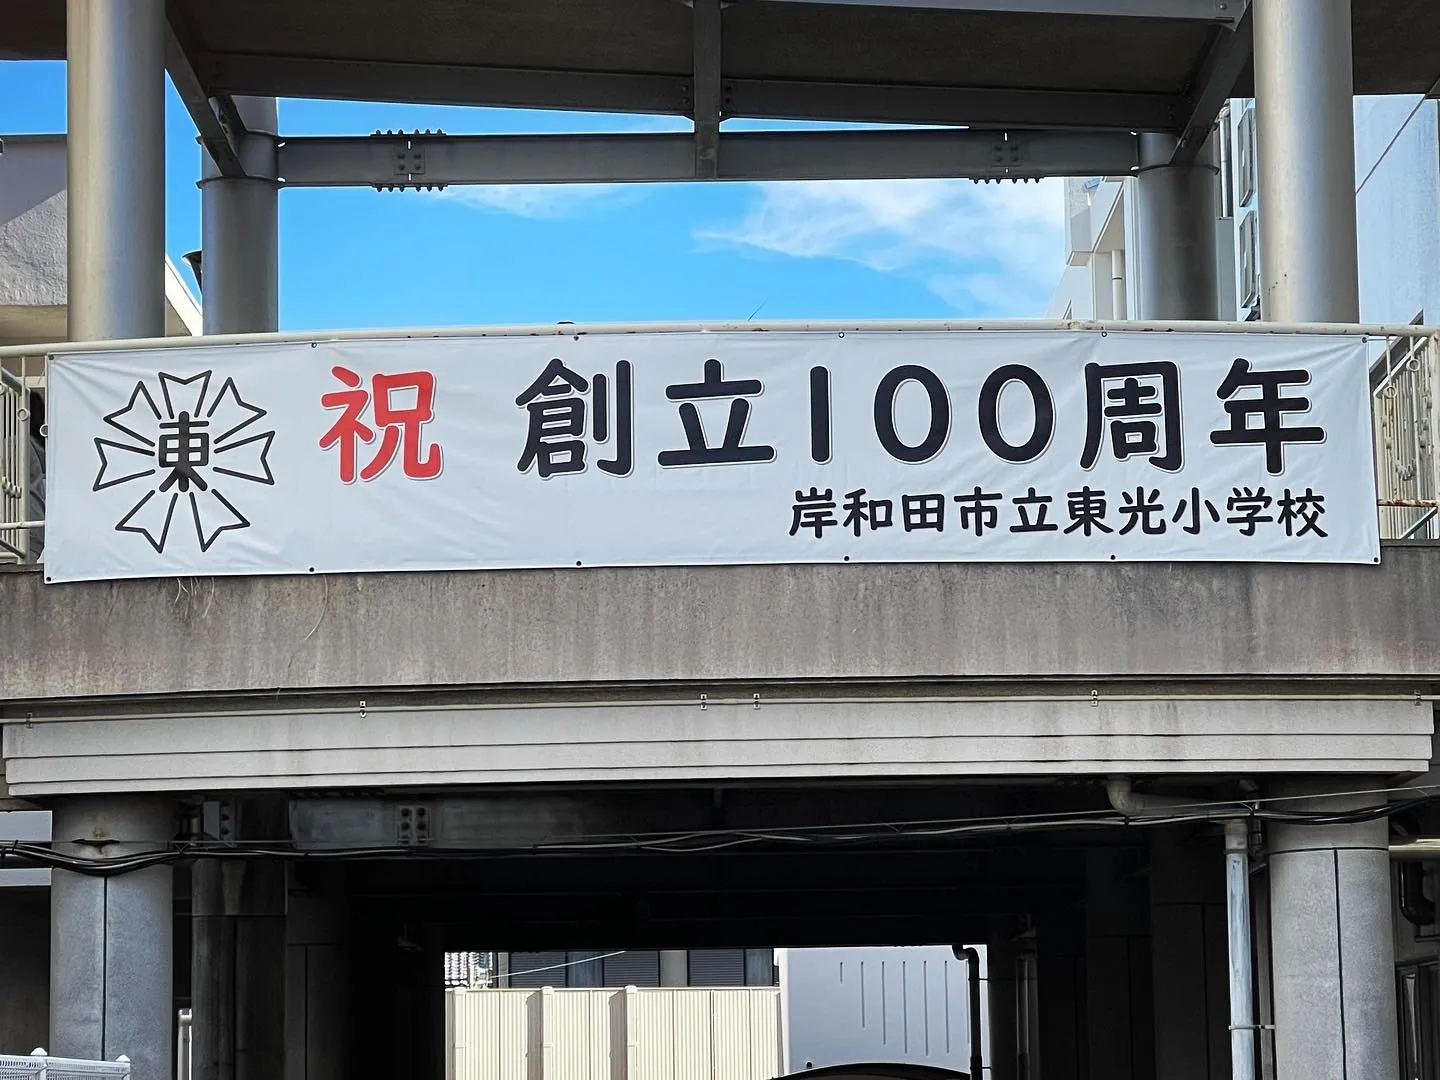 東
祝 創立100周年
岸和田市立東光小学校